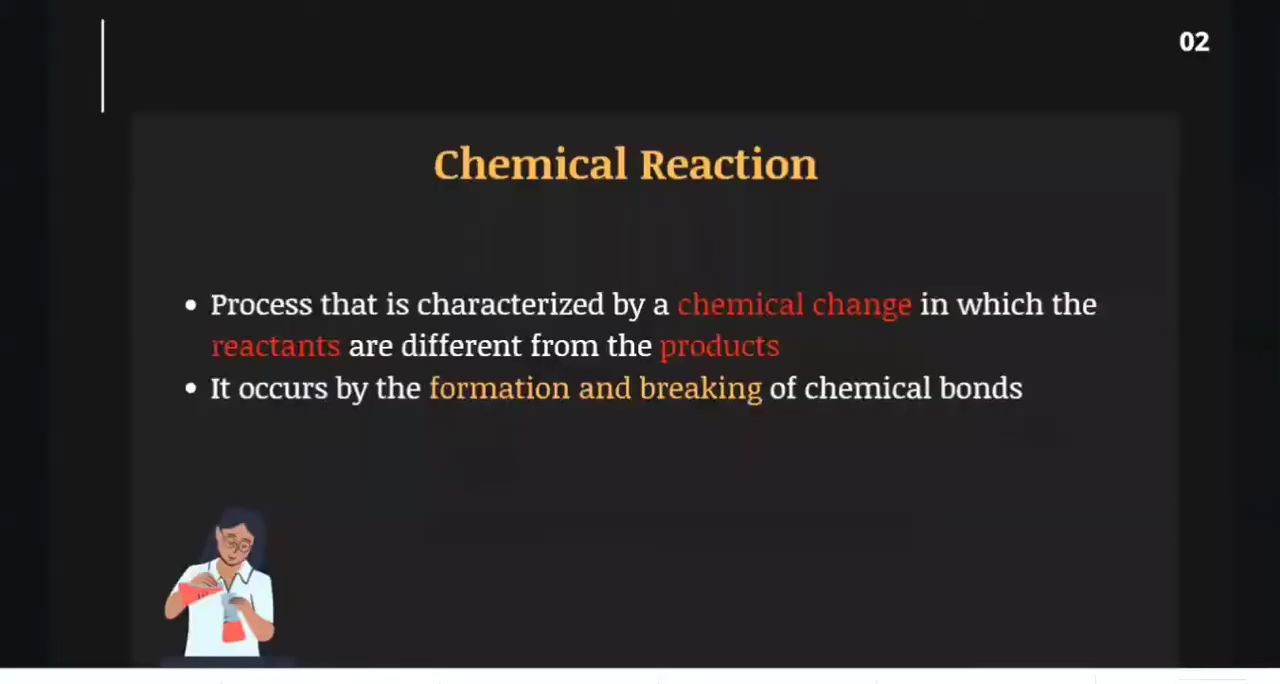 02
Chemical Reaction
• Process that is characterized by a chemical change in which the
reactants are different from the products
• It occurs by the formation and breaking of chemical bonds